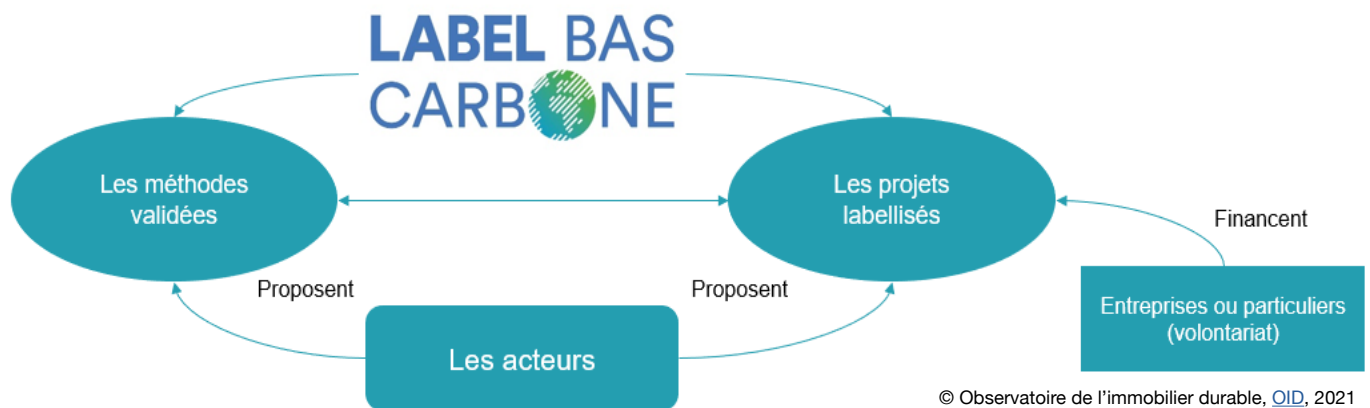 LABEL BAS
CARBONE
Les méthodes
validées
Les projets
labellisés
Financent
Proposent
Proposent
Entreprises ou particuliers
(volontariat)
Les acteurs
© Observatoire de l'immobilier durable, OID, 2021